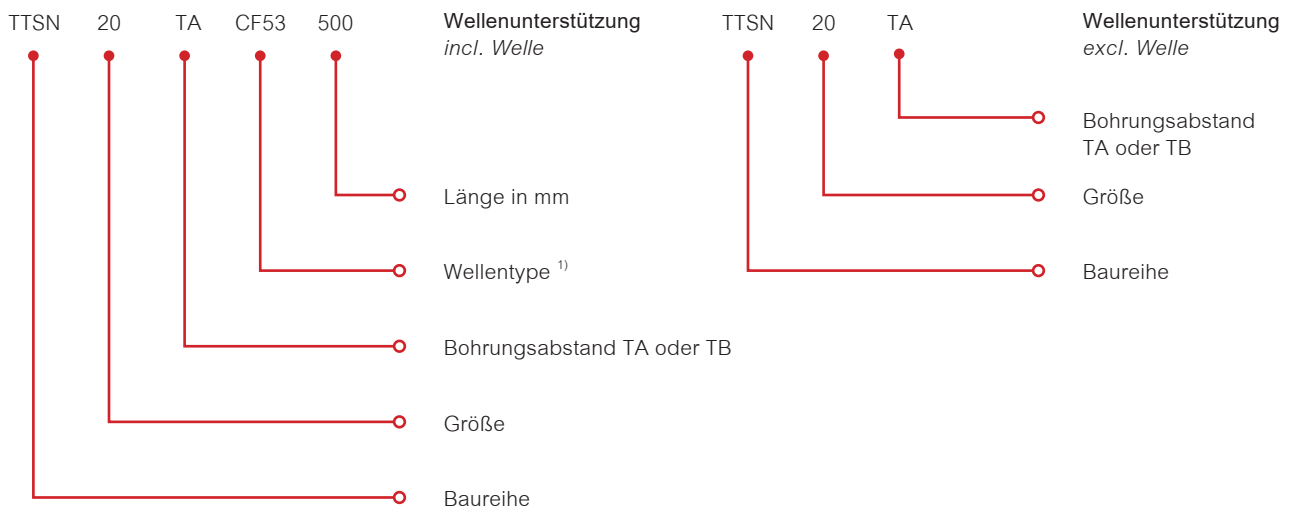 TTSN 20 TA CF53 500
Wellenunterstützung
incl. Welle
Länge in mm
Wellentype 1)
Bohrungsabstand TA oder TB
Größe
Baureihe
TTSN 20 TA
Wellenunterstützung
excl. Welle
Bohrungsabstand
TA oder TB
Größe
Baureihe